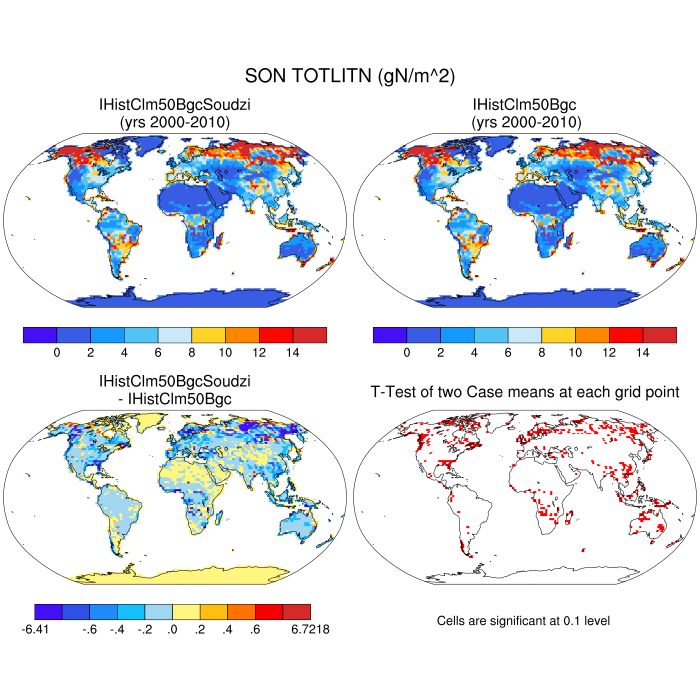 SON TOTLITN (gN/m^2)
IHistClm50BgcSoudzi
(yrs 2000-2010)
IHistClm50Bgc
(yrs 2000-2010)
0 2 4 6 8 10 12 14
0 2 4 6 8 10 12 14
IHistClm50BgcSoudzi
- IHistClm50Bgc
T-Test of two Case means at each grid point
-6.41 -.6 -.4 -.2 .0 .2 .4 .6 6.7218
Cells are significant at 0.1 level